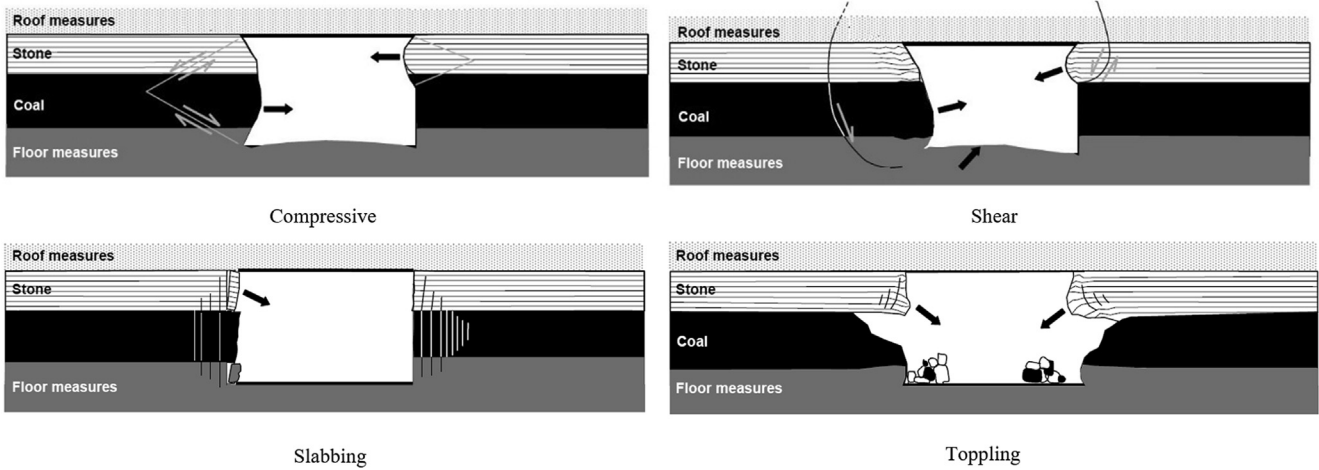 Roof measures
Stone
Coal
Floor measures
Compressive
Roof measures
Stone
Coal
Floor measures
Shear
Roof measures
Stone
Floor measures
Slabbing
Roof measures
Stone
Coal
Floor measures
Toppling